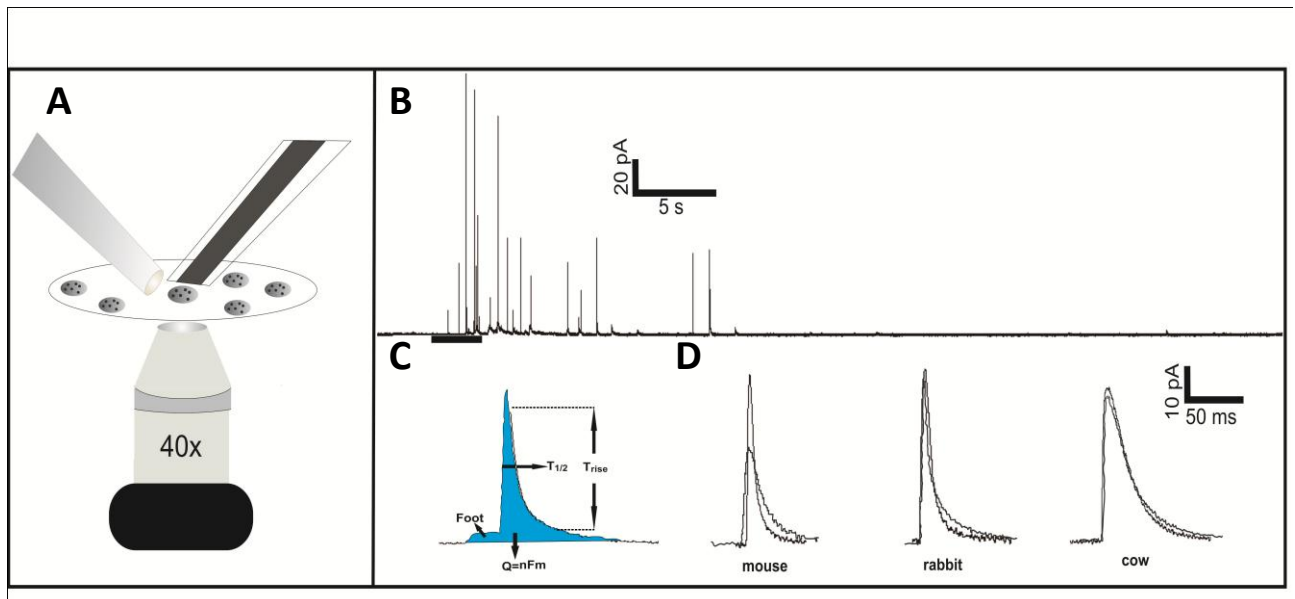 A
40x
B
20 pA
5 s
C
T1/2
Trise
Foot
Q=nFm
D
10 pA
50 ms
mouse
rabbit
cow